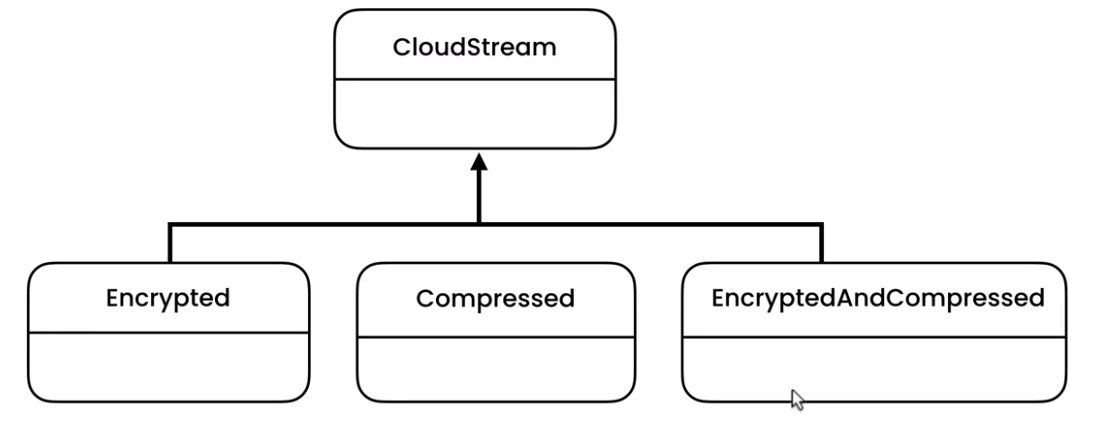 CloudStream
Encrypted
Compressed
EncryptedAndCompressed